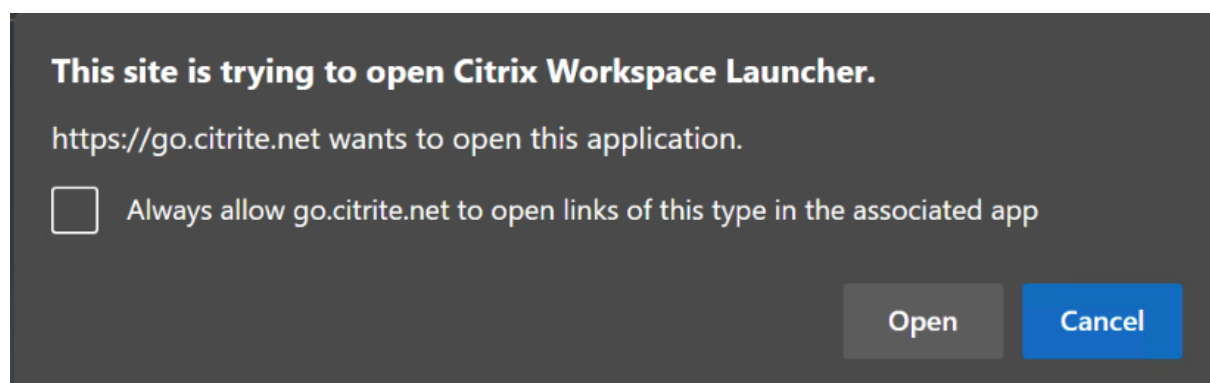 This site is trying to open Citrix Workspace Launcher.
https://go.citrite.net wants to open this application.
Always allow go.citrite.net to open links of this type in the associated app
Open Cancel